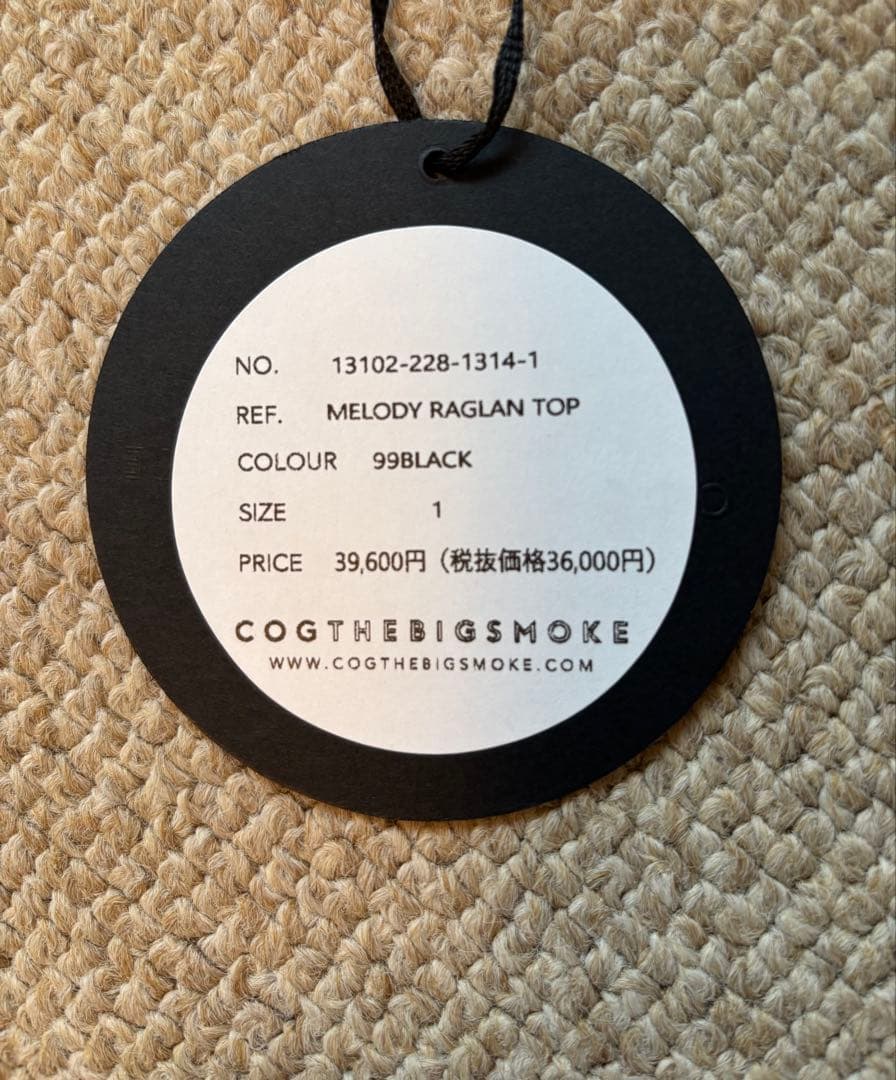 NO. 13102-228-1314-1
REF. MELODY RAGLAN TOP
COLOUR 99BLACK
SIZE 1
PRICE 39,600円（税抜価格36,000円）
COGTHEBIGSMOKE
WWW.COGTHEBIGSMOKE.COM